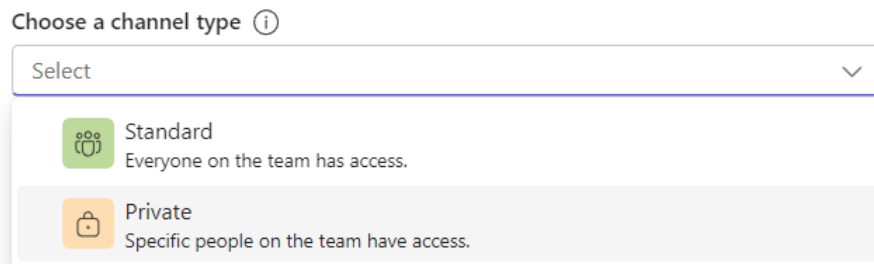 Choose a channel type
Select
Standard
Everyone on the team has access.
Private
Specific people on the team have access.